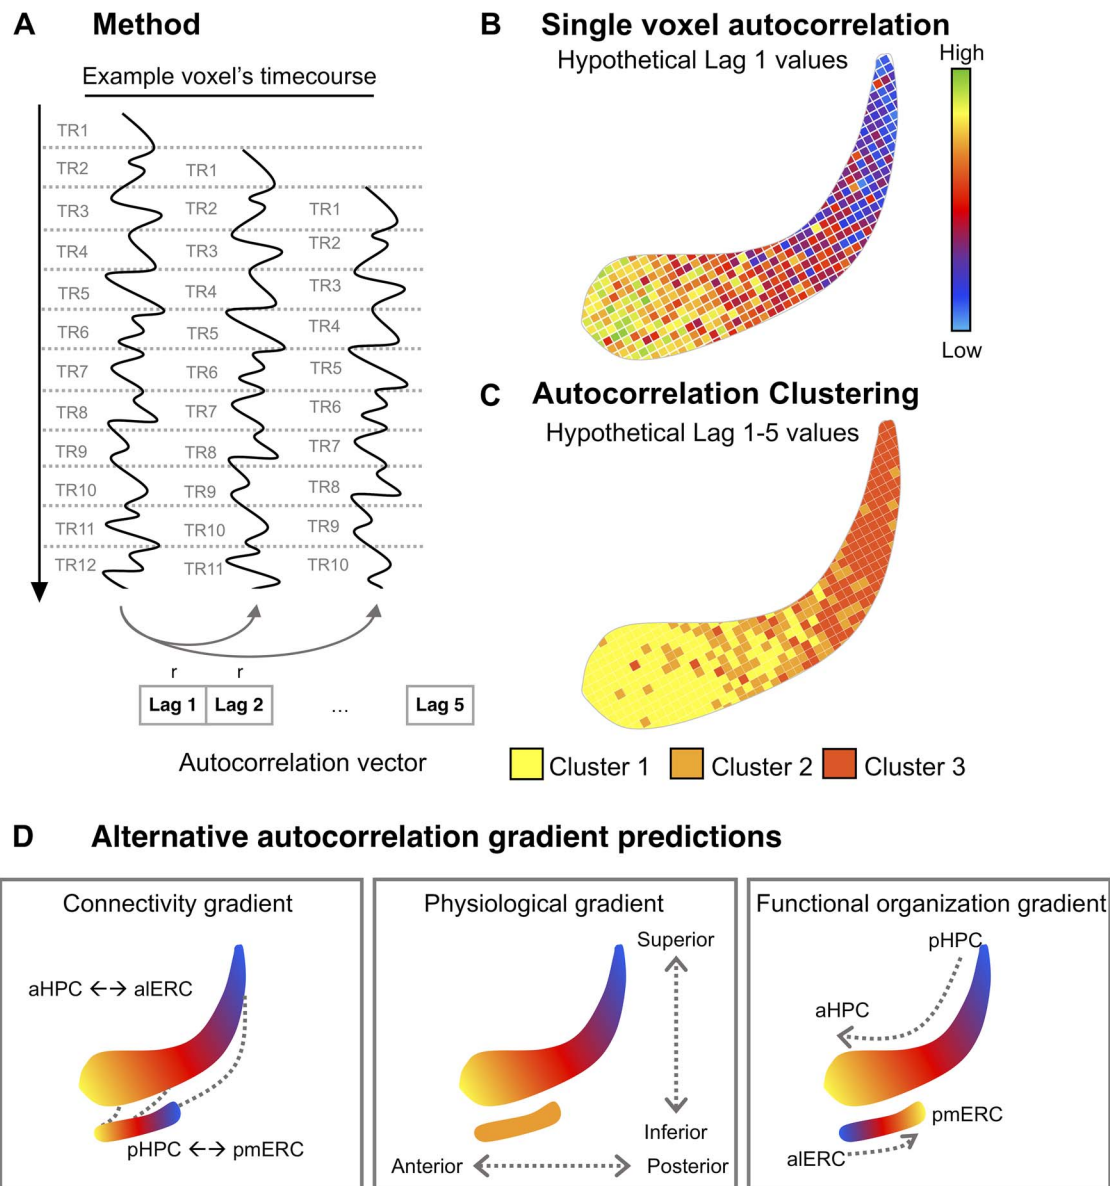 A Method
Example voxel's timecourse
TR1
TR2
TR3
TR4
TR5
TR6
TR7
TR8
TR9
TR10
TR11
TR12
TR1
TR2
TR3
TR4
TR5
TR6
TR7
TR8
TR9
TR10
TR11
TR1
TR2
TR3
TR4
TR5
TR6
TR7
TR8
TR9
TR10
r r
Lag 1 Lag 2 ... Lag 5
Autocorrelation vector
B Single voxel autocorrelation
Hypothetical Lag 1 values
High
Low
C Autocorrelation Clustering
Hypothetical Lag 1-5 values
Cluster 1 Cluster 2 Cluster 3
D Alternative autocorrelation gradient predictions
Connectivity gradient
aHPC ←→ alERC
pHPC ←→ pmERC
Physiological gradient
Superior
Inferior
Anterior Posterior
Functional organization gradient
pHPC
aHPC
pmERC
alERC